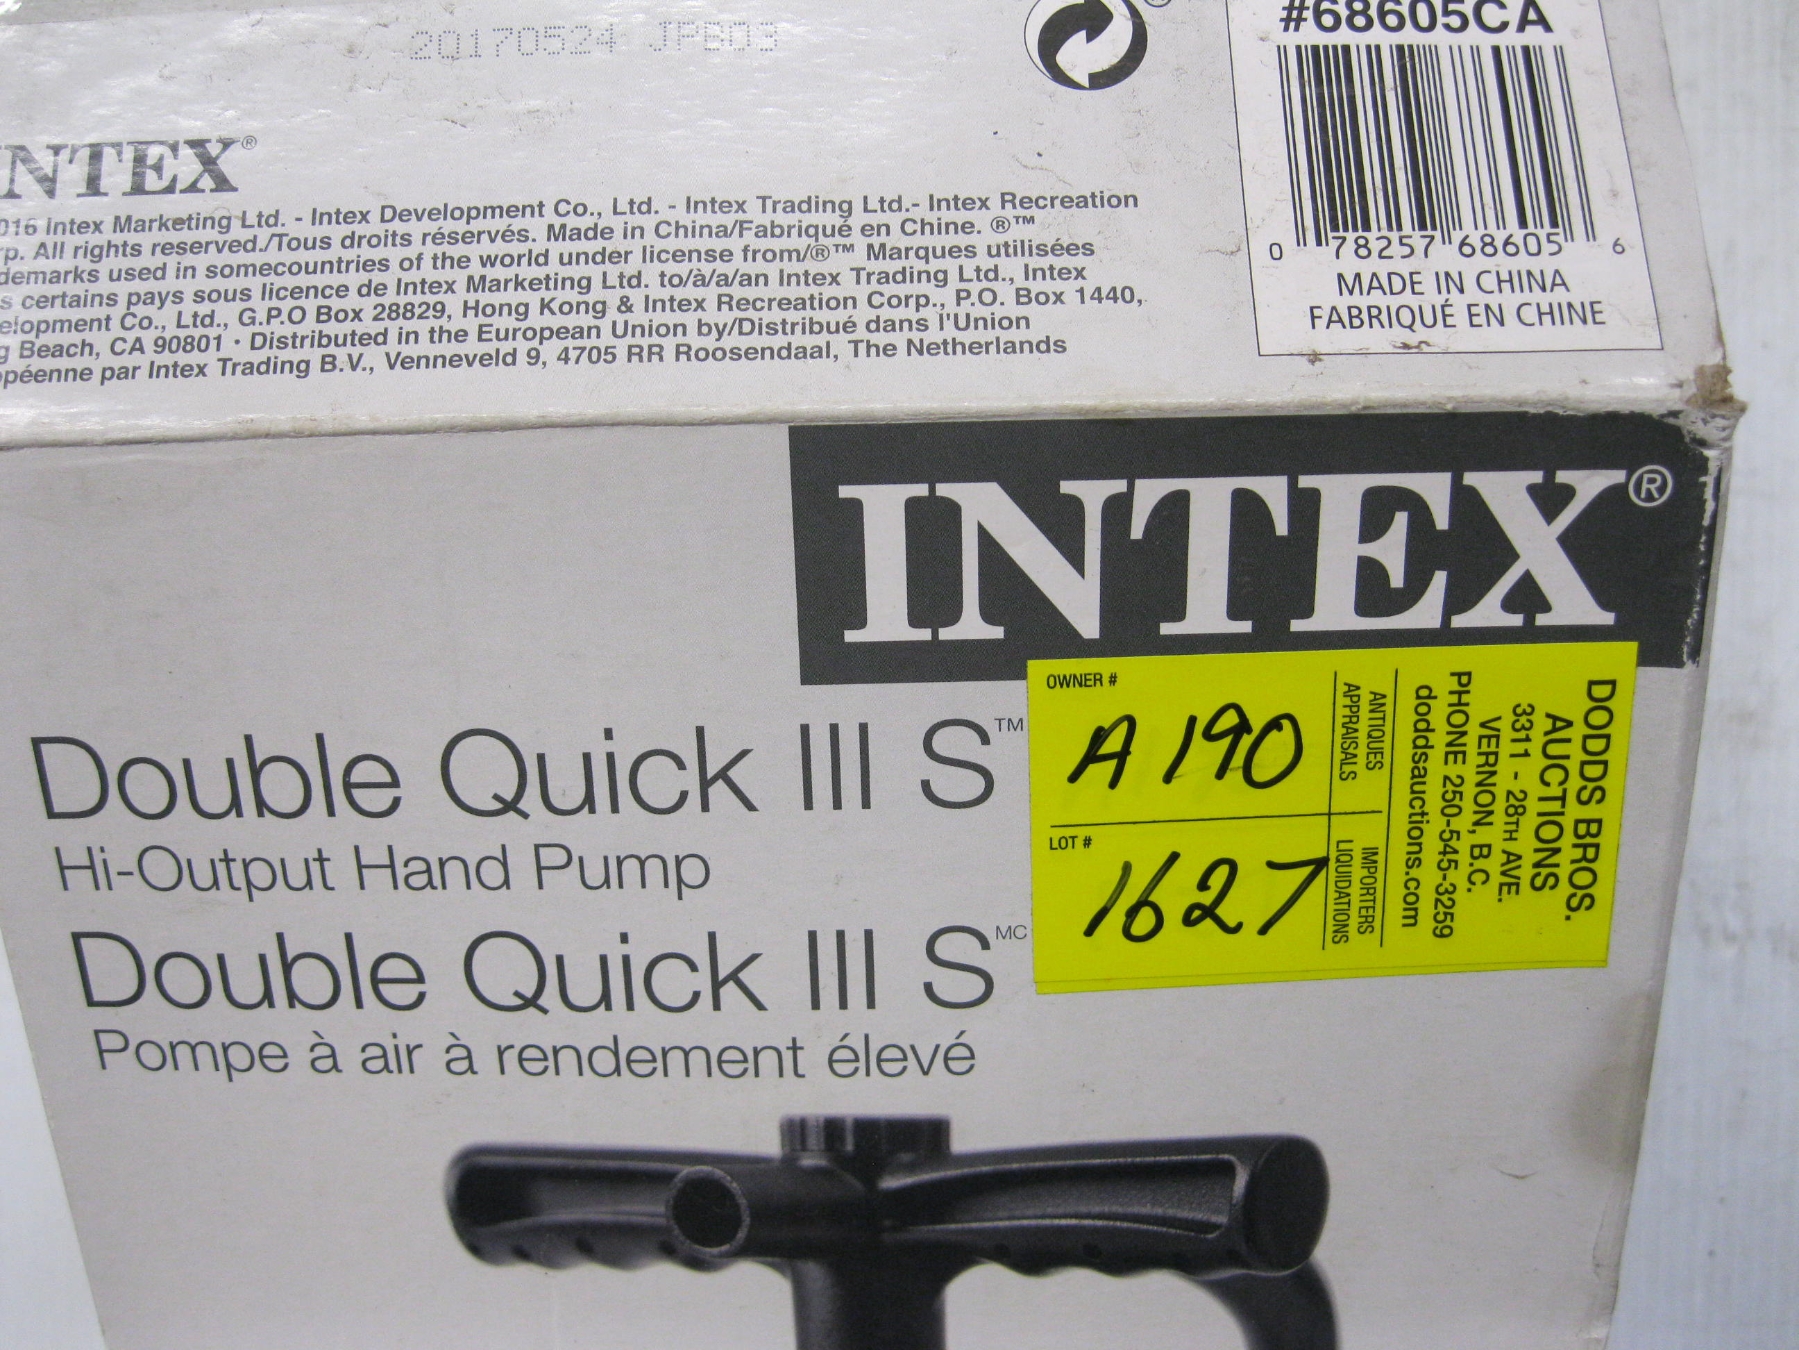 20170524 JPB03
#68605CA
INTEX®
016 Intex Marketing Ltd. - Intex Development Co., Ltd. - Intex Trading Ltd.- Intex Recreation
rp. All rights reserved./Tous droits réservés. Made in China/Fabriqué en Chine. ®™
demarks used in somecountries of the world under license from/®™ Marques utilisées
s certains pays sous licence de Intex Marketing Ltd. to/à/a/an Intex Trading Ltd., Intex
elopment Co., Ltd., G.P.O Box 28829, Hong Kong & Intex Recreation Corp., P.O. Box 1440,
g Beach, CA 90801 • Distributed in the European Union by/Distribué dans l'Union
opéenne par Intex Trading B.V., Venneveld 9, 4705 RR Roosendaal, The Netherlands
0 78257 68605 6
MADE IN CHINA
FABRIQUÉ EN CHINE
INTEX®
Double Quick III S™
Hi-Output Hand Pump
Double Quick III S MC
Pompe à air à rendement élevé
OWNER #
A 190
LOT #
1627
ANTIQUES
APPRAISALS
IMPORTERS
LIQUIDATIONS
DODDS BROS.
AUCTIONS
3311 - 28TH AVE.
VERNON, B.C.
PHONE 250-545-3259
doddsauctions.com